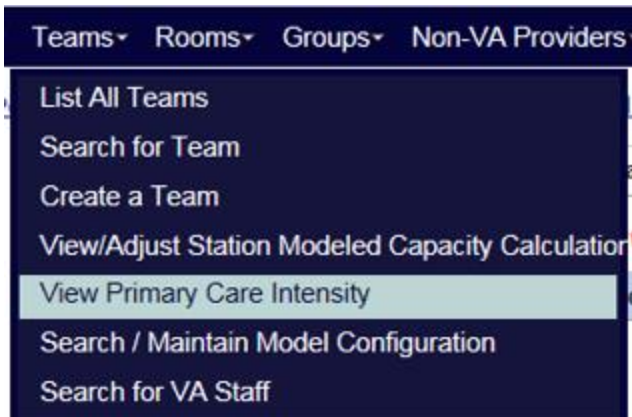 Teams Rooms Groups Non-VA Providers
List All Teams
Search for Team
Create a Team
View/Adjust Station Modeled Capacity Calculation
View Primary Care Intensity
Search / Maintain Model Configuration
Search for VA Staff